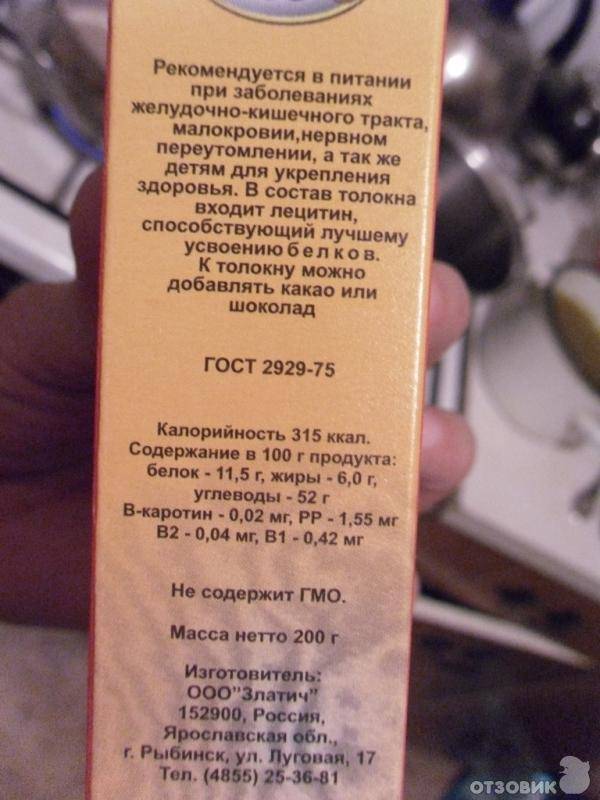 Рекомендуется в питании
при заболеваниях
желудочно-кишечного тракта,
малокровии,нервном
переутомлении, а так же
детям для укрепления
здоровья. В состав толокна
входит лецитин,
способствующий лучшему
усвоению белков.
К толокну можно
добавлять какао или
шоколад
ГОСТ 2929-75
Калорийность 315 ккал.
Содержание в 100 г продукта:
белок - 11,5 г, жиры - 6,0 г,
углеводы - 52 г
В-каротин - 0,02 мг, РР - 1,55 мг
В2 - 0,04 мг, В1 - 0,42 мг
Не содержит ГМО.
Масса нетто 200 г
Изготовитель:
ООО"Златич"
152900, Россия,
Ярославская обл.,
г. Рыбинск, ул. Луговая, 17
Тел. (4855) 25-36-81
ОТЗОВИК